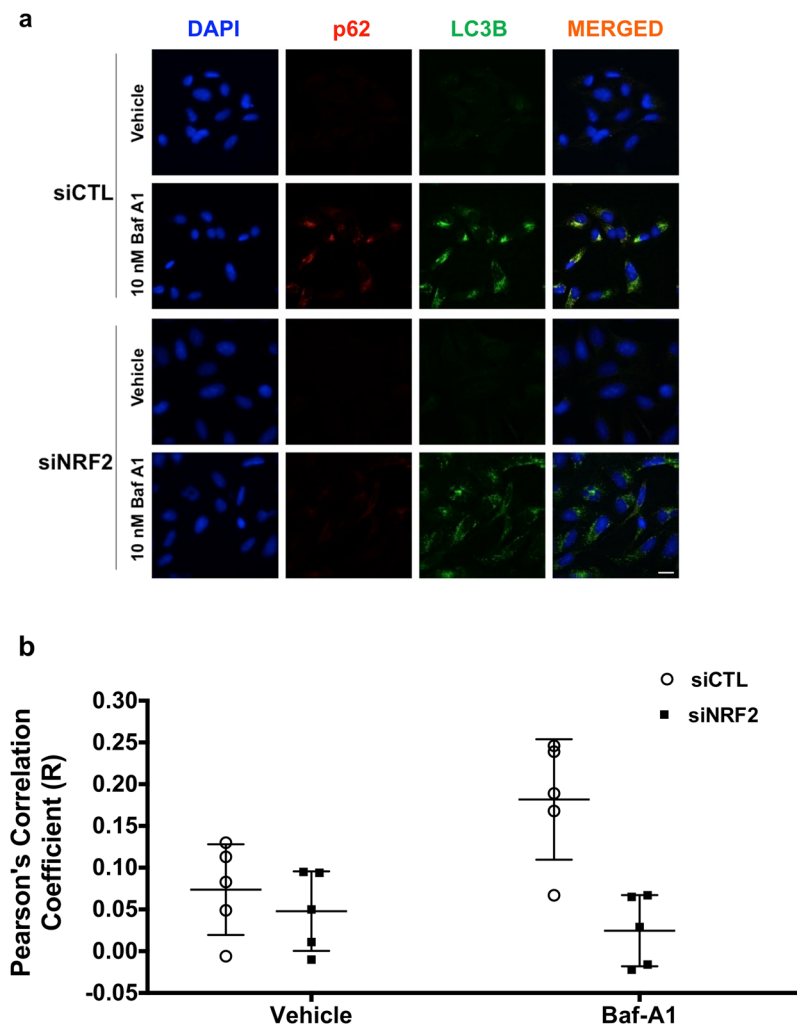 a
DAPI p62 LC3B MERGED
siCTL
Vehicle
10 nM Baf A1
siNRF2
Vehicle
10 nM Baf A1
b
siCTL
siNRF2
Pearson's Correlation
Coefficient (R)
0.30
0.25
0.20
0.15
0.10
0.05
0.00
-0.05
Vehicle Baf-A1